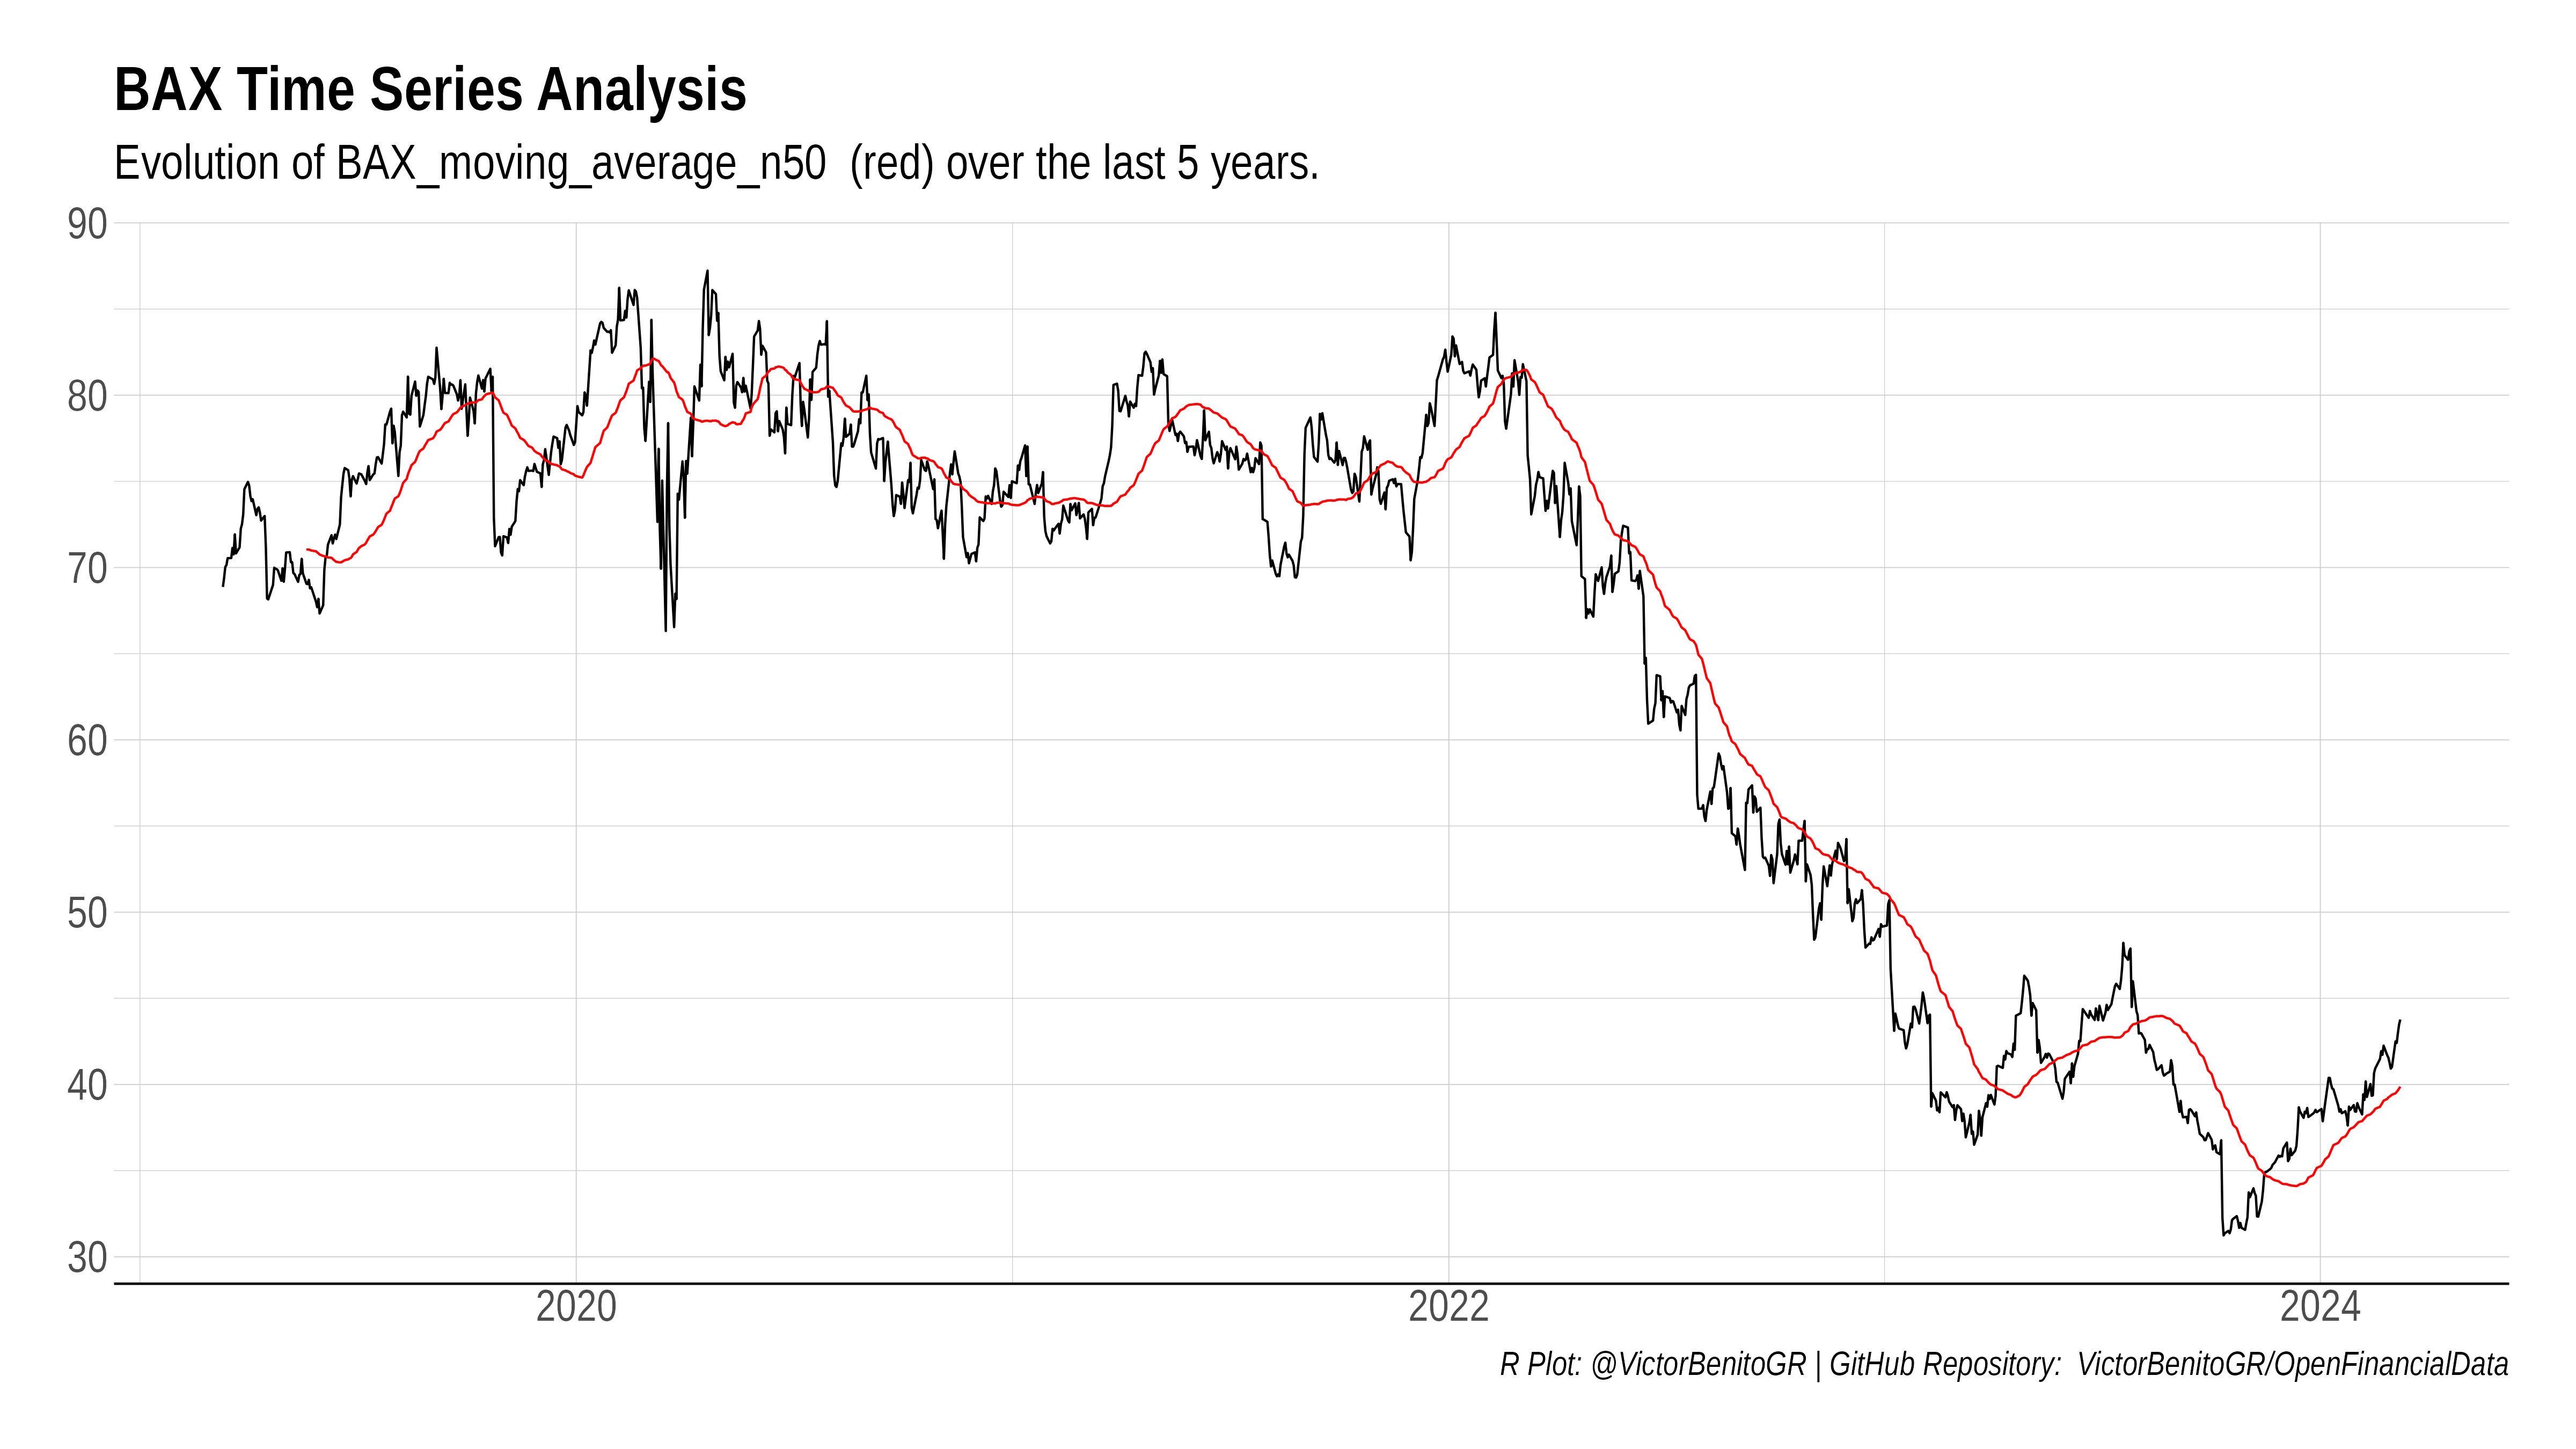 BAX Time Series Analysis
Evolution of BAX_moving_average_n50  (red) over the last 5 years.
90
80
70
60
50
40
30
2020 2022 2024
R Plot: @VictorBenitoGR | GitHub Repository:  VictorBenitoGR/OpenFinancialData